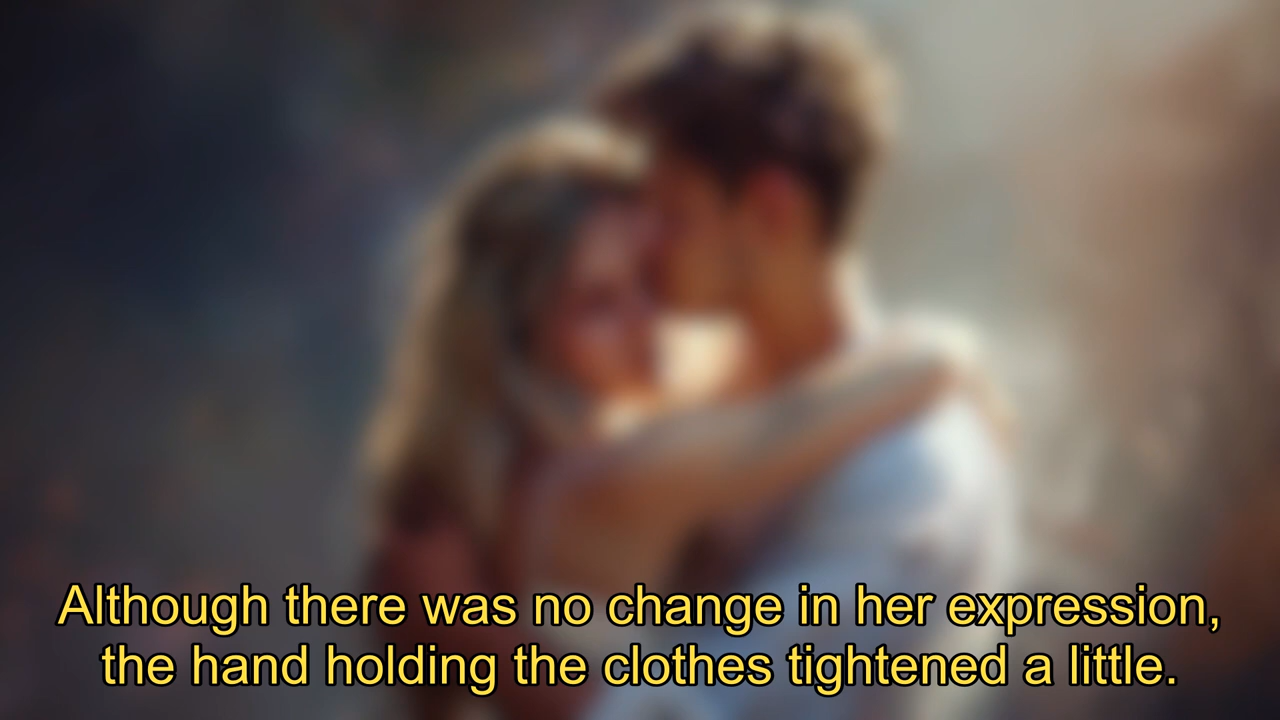 Although there was no change in her expression,
the hand holding the clothes tightened a little.